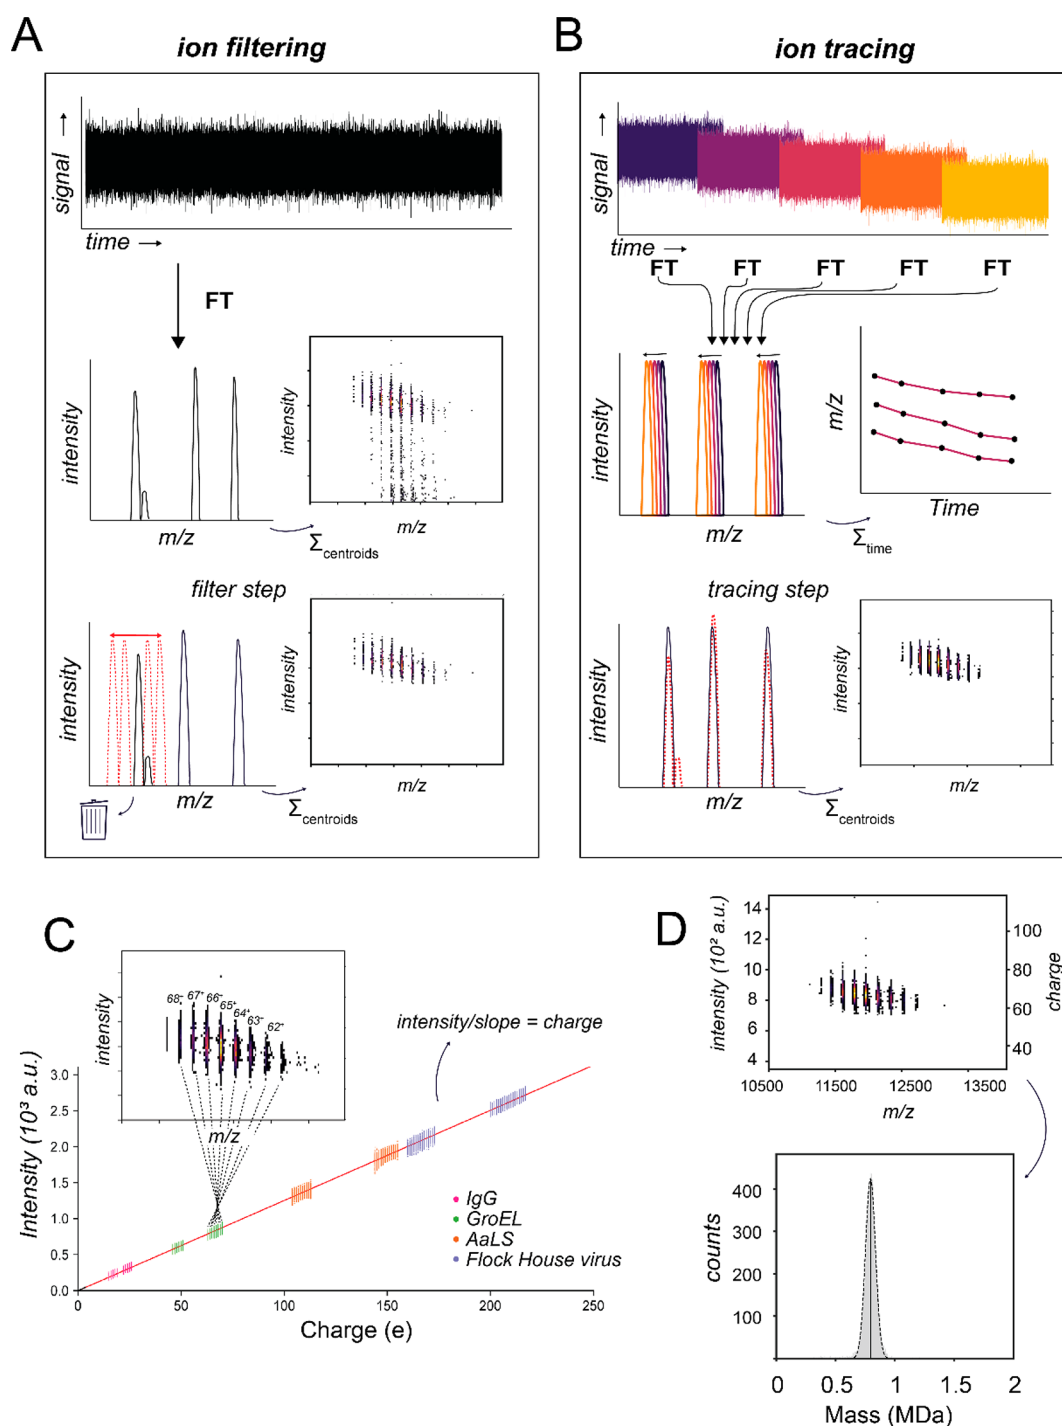 A
ion filtering
signal
time
FT
intensity
m/z
intensity
m/z
Σcentroids
filter step
intensity
m/z
intensity
m/z
Σcentroids
B
ion tracing
signal
time
FT FT FT FT FT
intensity
m/z
m/z
Time
Σtime
tracing step
intensity
m/z
intensity
m/z
Σcentroids
C
intensity
68+ 67+ 66+ 65+ 64+ 63+ 62+
m/z
intensity/slope = charge
Intensity (10³ a.u.)
3.0
2.5
2.0
1.5
1.0
0.5
0.0
IgG
GroEL
AaLS
Flock House virus
0 50 100 150 200 250
Charge (e)
D
intensity (10² a.u.)
14
12
10
8
6
4
100
80
60
40
charge
10500 11500 12500 13500
m/z
counts
400
300
200
100
0 0.5 1 1.5 2
Mass (MDa)